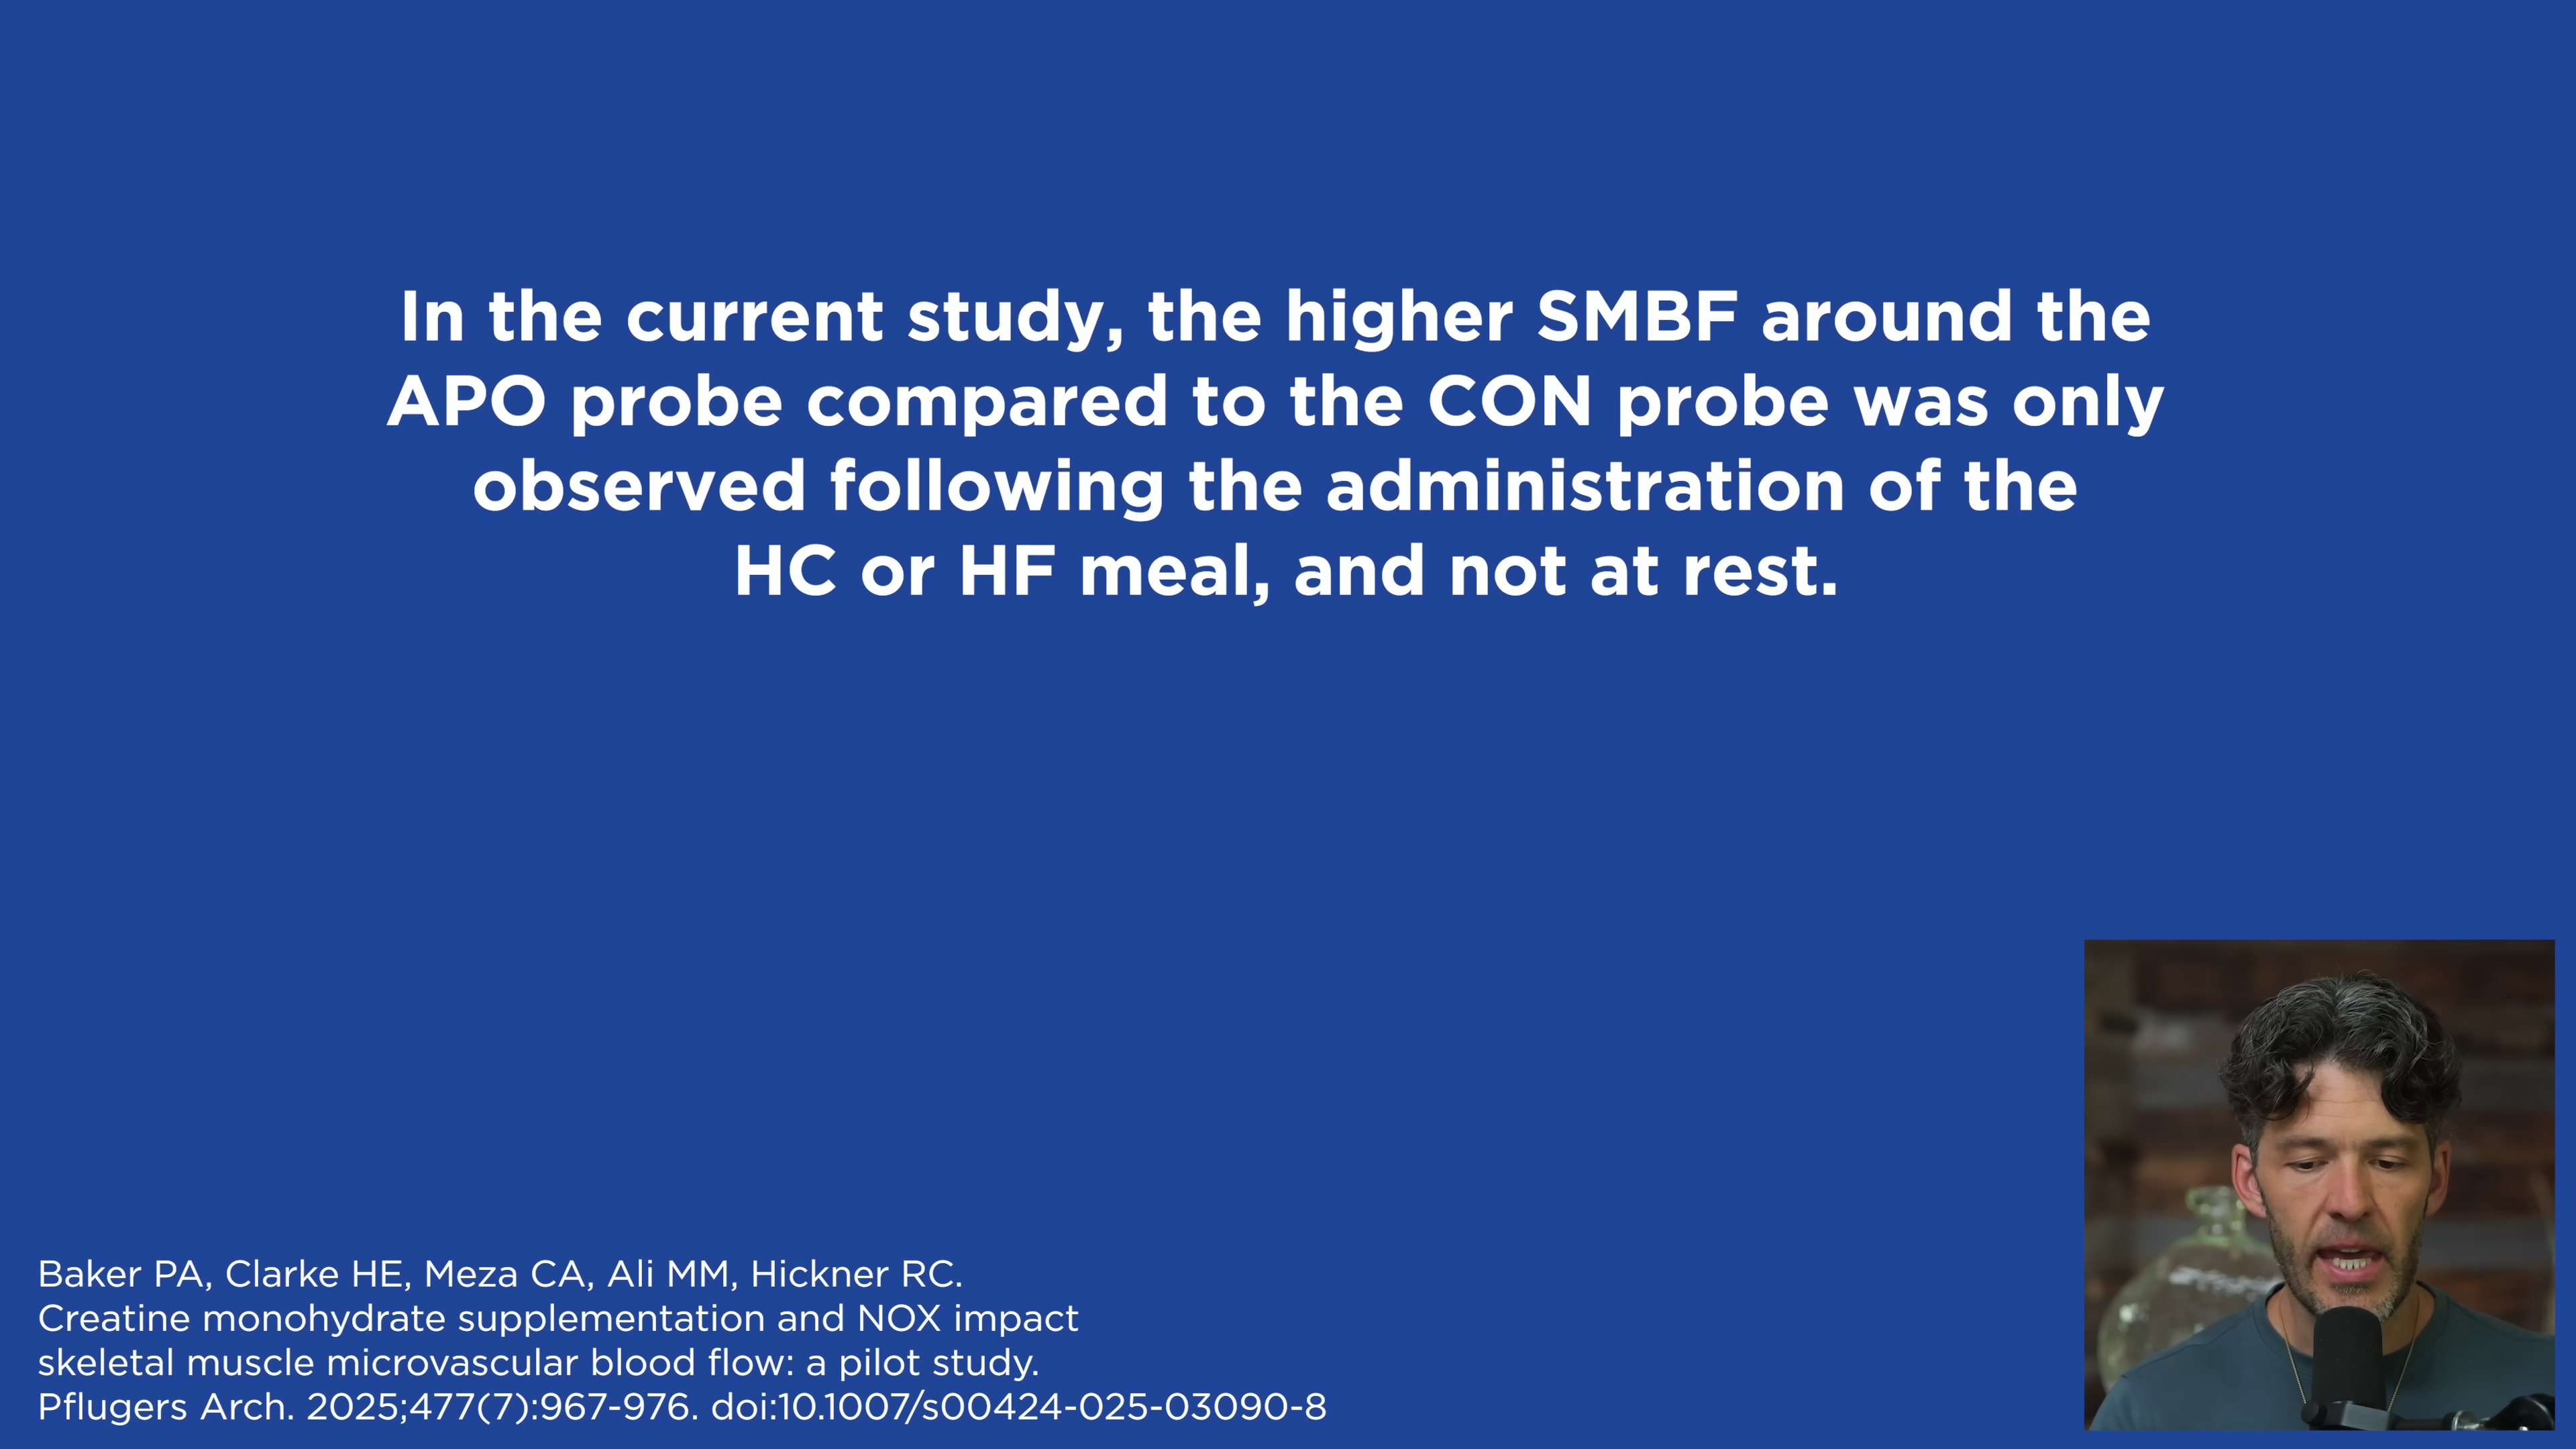 In the current study, the higher SMBF around the
APO probe compared to the CON probe was only
observed following the administration of the
HC or HF meal, and not at rest.
Baker PA, Clarke HE, Meza CA, Ali MM, Hickner RC.
Creatine monohydrate supplementation and NOX impact
skeletal muscle microvascular blood flow: a pilot study.
Pflugers Arch. 2025;477(7):967-976. doi:10.1007/s00424-025-03090-8